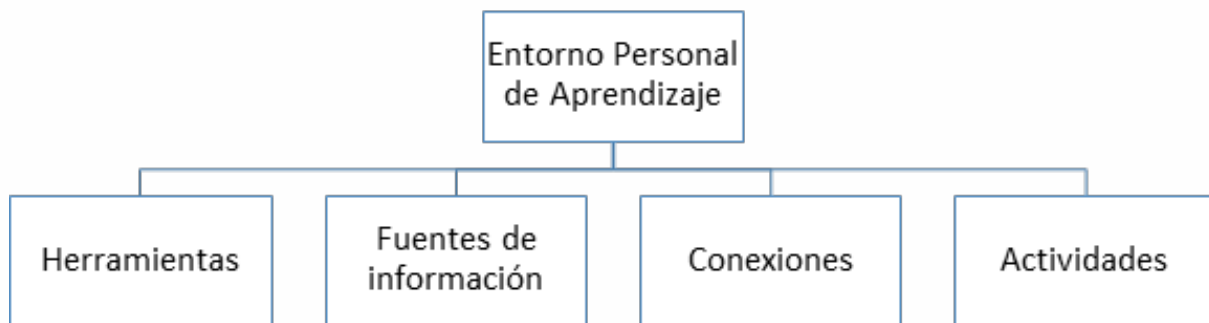 Entorno Personal
de Aprendizaje
Herramientas
Fuentes de
información
Conexiones
Actividades